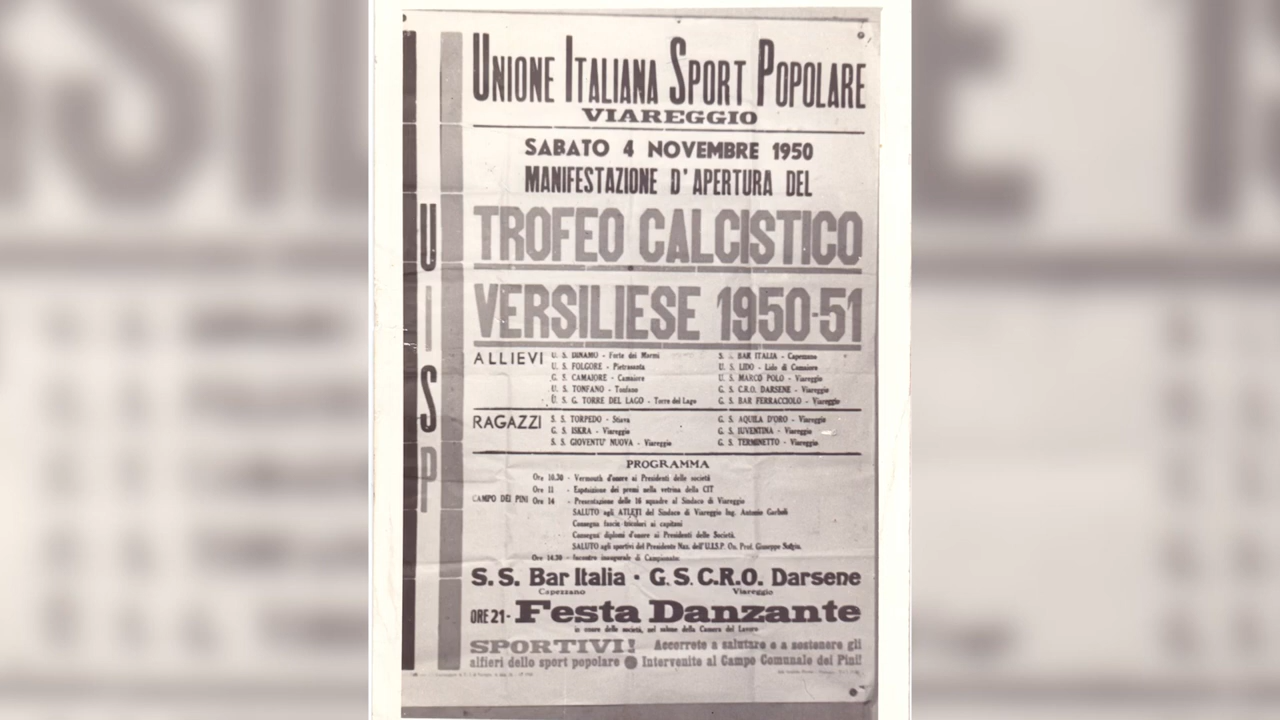 UNIONE ITALIANA SPORT POPOLARE
VIAREGGIO
SABATO 4 NOVEMBRE 1950
MANIFESTAZIONE D'APERTURA DEL
TROFEO CALCISTICO
VERSILIESE 1950-51
UISP
ALLIEVI
U. S. DINAMO - Forte dei Marmi
U. S. FOLGORE - Pietrasanta
G. S. CAMAIORE - Camaiore
U. S. TONFANO - Tonfano
U. S. G. TORRE DEL LAGO - Torre del Lago
S. S. BAR ITALIA - Capezzano
U. S. LIDO - Lido di Camaiore
U. S. MARCO POLO - Viareggio
G. S. C.R.O. DARSENE - Viareggio
G. S. BAR FERRACCIOLO - Viareggio
RAGAZZI
S. S. TORPEDO - Stiava
G. S. ISKRA - Viareggio
S. S. GIOVENTU' NUOVA - Viareggio
G. S. AQUILA D'ORO - Viareggio
G. S. IUVENTINA - Viareggio
G. S. TERMINETTO - Viareggio
PROGRAMMA
Ore 10.30 - Vermouth d'onore ai Presidenti delle società
Ore 11 - Esposizione dei premi nella vetrina della CIT
CAMPO DEI PINI Ore 14 - Presentazione delle 16 squadre al Sindaco di Viareggio
SALUTO agli ATLETI del Sindaco di Viareggio Ing. Antonio
Consegna fascie tricolori ai capitani
Consegna diplomi d'onore ai Presidenti delle Società.
SALUTO agli sportivi del Presidente Naz. dell'U.I.S.P. On. Prof. Giuseppe
Ore 14.30 - Incontro inaugurale di Campionato:
S. S. Bar Italia - G. S. C.R.O. Darsene
Capezzano Viareggio
ORE 21 - Festa Danzante
in onore delle società, nel salone della Camera del Lavoro
SPORTIVI! Accorrete a salutare e a sostenere gli
alfieri dello sport popolare ● Intervenite al Campo Comunale dei Pini!